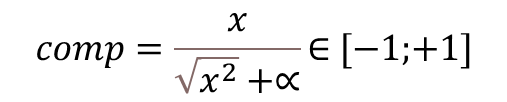 comp = x / √x² +∝ ∈ [−1;+1]